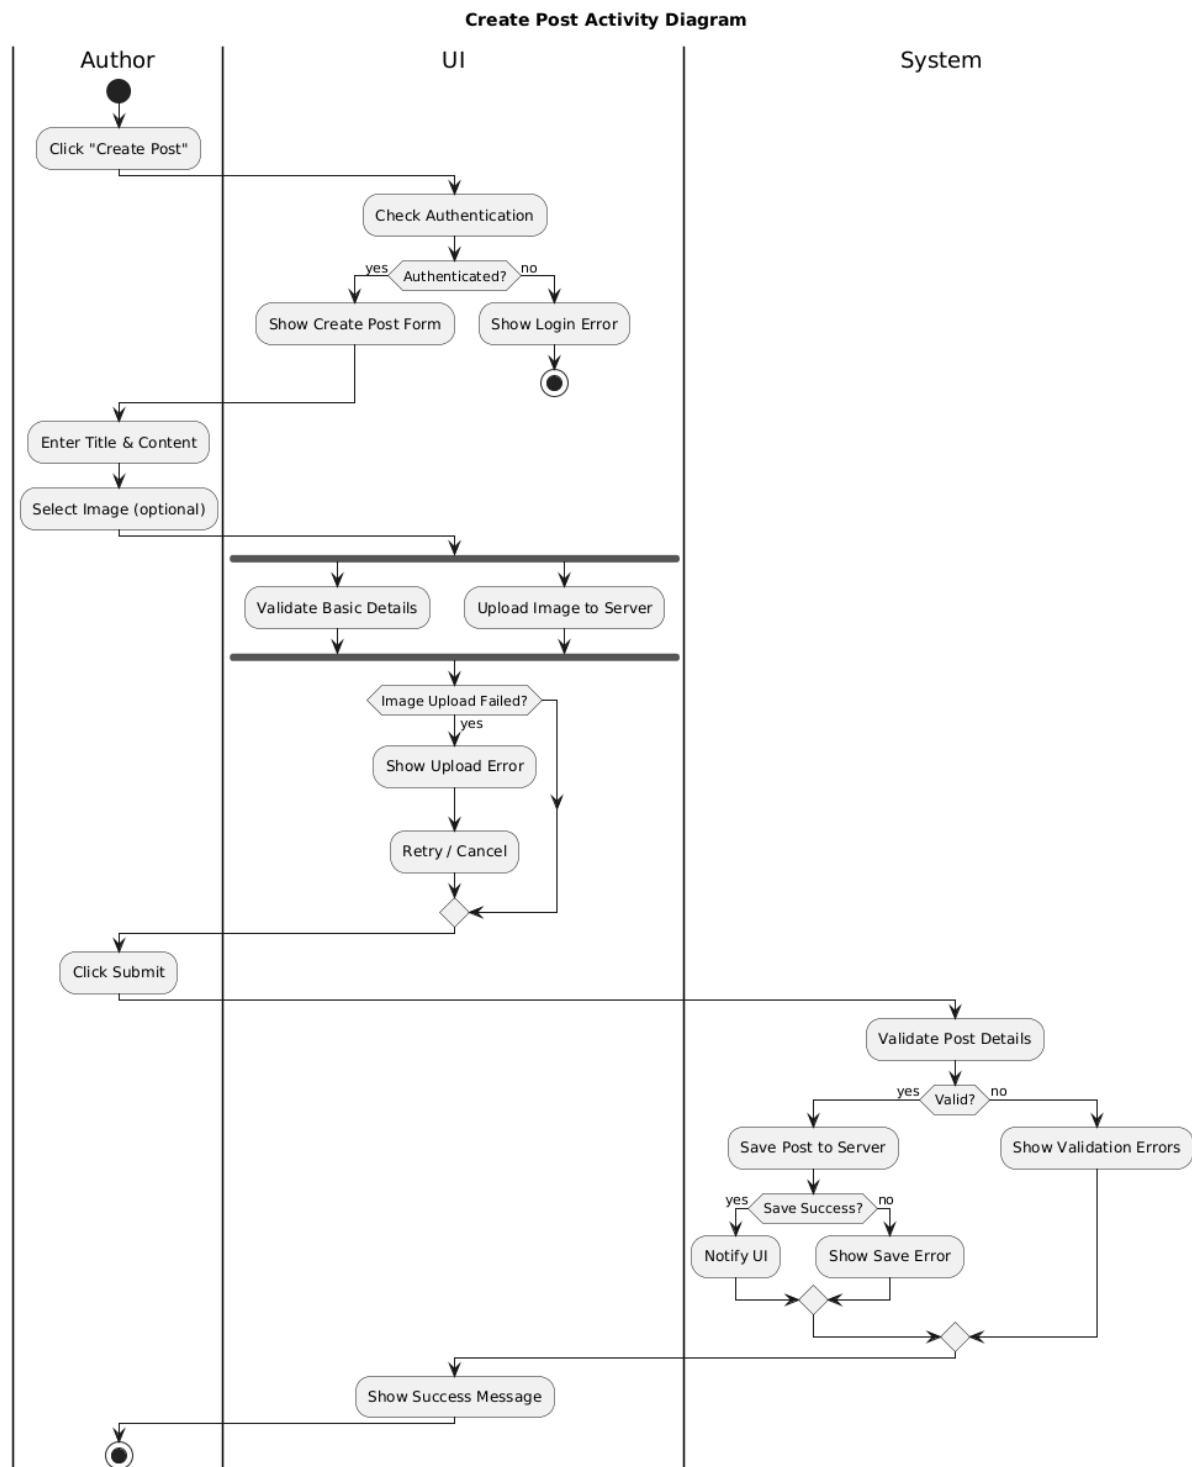 Create Post Activity Diagram
Author
UI
System
Click "Create Post"
Check Authentication
yes
Authenticated?
no
Show Create Post Form
Show Login Error
Enter Title & Content
Select Image (optional)
Validate Basic Details
Upload Image to Server
Image Upload Failed?
yes
Show Upload Error
Retry / Cancel
Click Submit
Validate Post Details
yes
Valid?
no
Save Post to Server
Show Validation Errors
yes
Save Success?
no
Notify UI
Show Save Error
Show Success Message